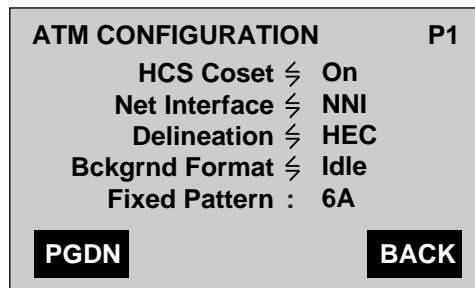 ATM CONFIGURATION P1
HCS Coset ⭍ On
Net Interface ⭍ NNI
Delineation ⭍ HEC
Bckgrnd Format ⭍ Idle
Fixed Pattern : 6A
PGDN BACK